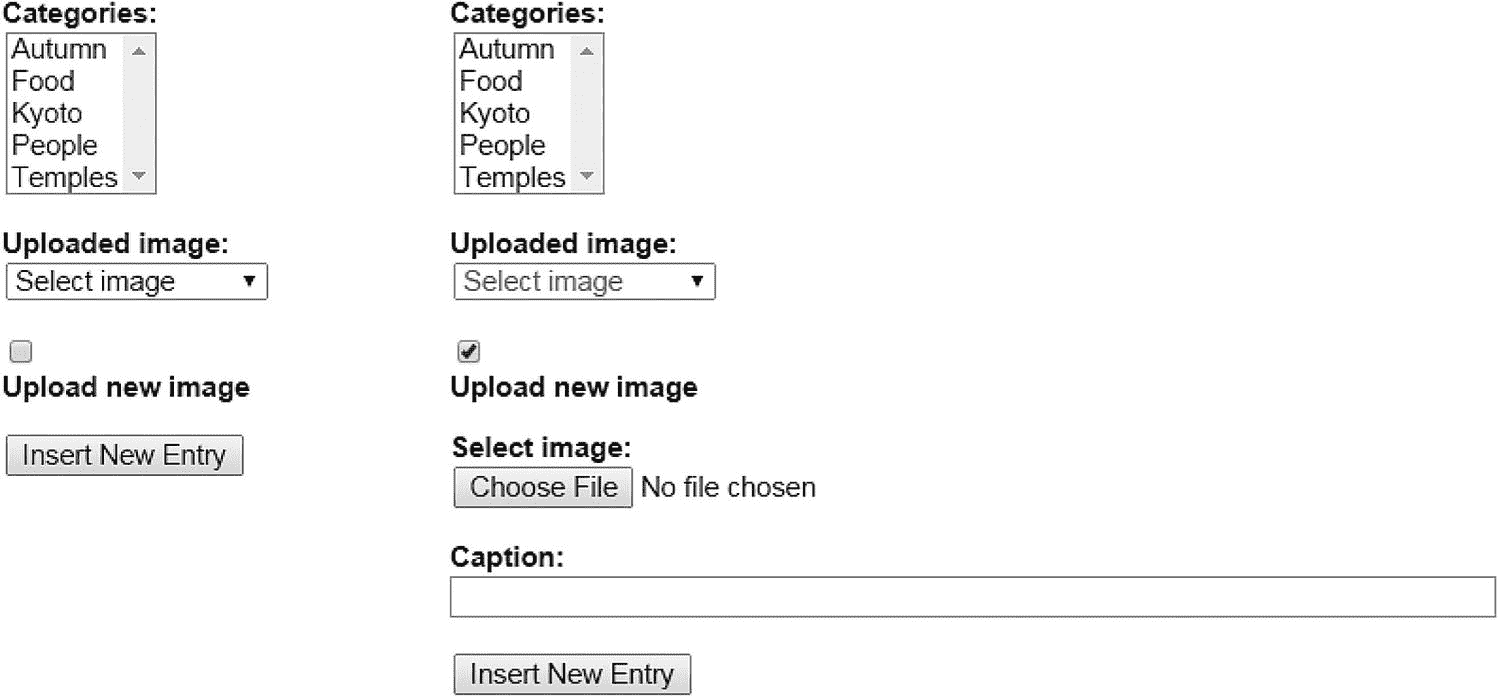 Categories:
Autumn
Food
Kyoto
People
Temples
Uploaded image:
Select image
Upload new image
Insert New Entry
Categories:
Autumn
Food
Kyoto
People
Temples
Uploaded image:
Select image
Upload new image
Select image:
Choose File No file chosen
Caption:
Insert New Entry